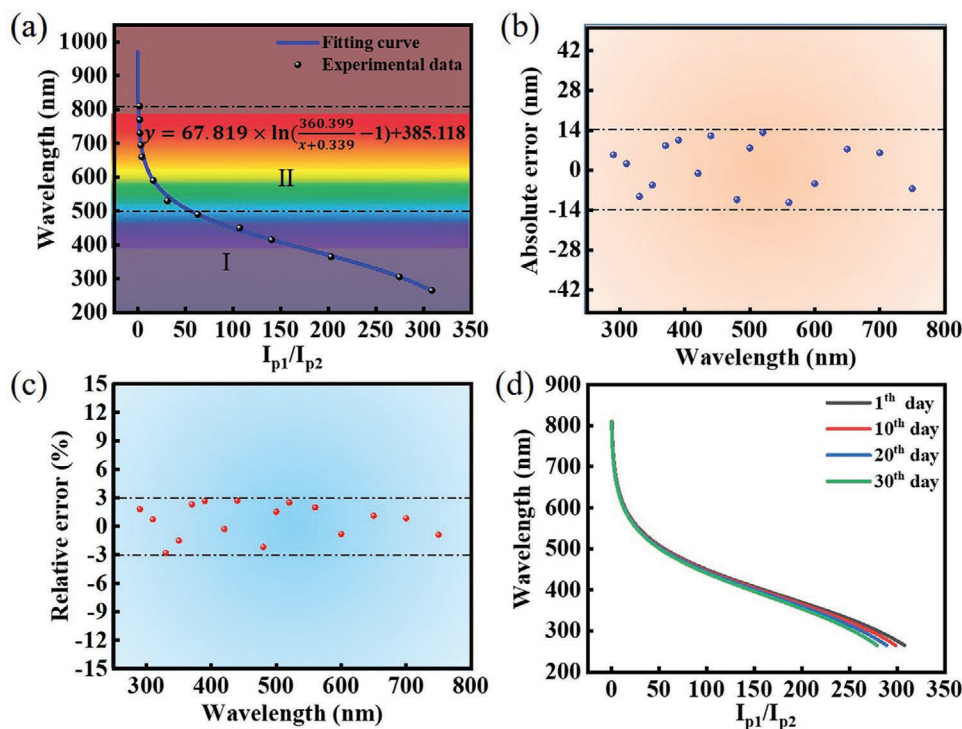 (a)
1000
900
800
700
600
500
400
300
200
Wavelength (nm)
Fitting curve
Experimental data
y = 67.819 × ln(360.399/x+0.339 −1)+385.118
II
I
0 50 100 150 200 250 300 350
Ip1/Ip2
(b)
42
28
14
0
-14
-28
-42
Absolute error (nm)
300 400 500 600 700 800
Wavelength (nm)
(c)
15
12
9
6
3
0
-3
-6
-9
-12
-15
Relative error (%)
300 400 500 600 700 800
Wavelength (nm)
(d)
900
800
700
600
500
400
300
200
Wavelength (nm)
1th day
10th day
20th day
30th day
0 50 100 150 200 250 300 350
Ip1/Ip2